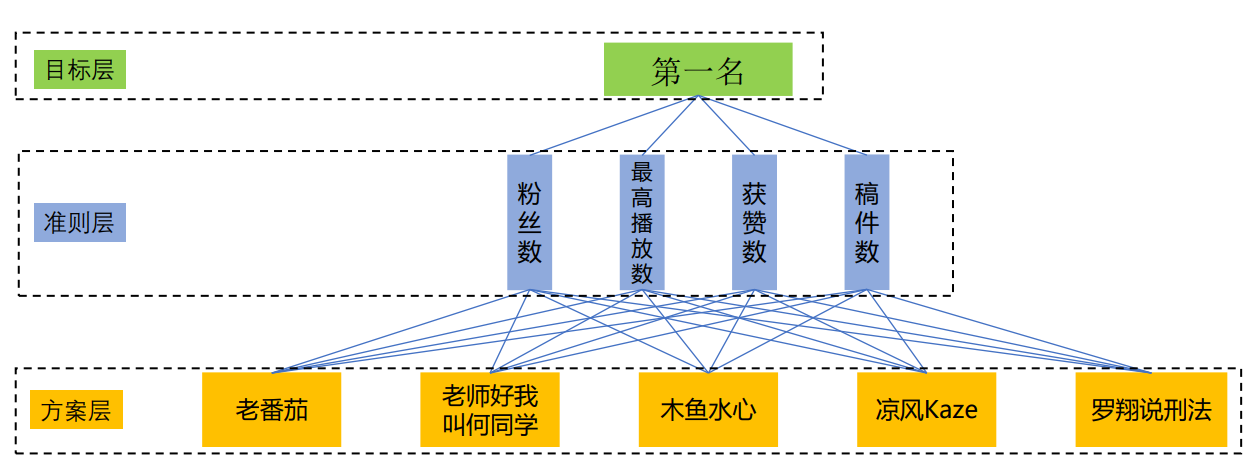 目标层
第一名
准则层
粉丝数
最高播放数
获赞数
稿件数
方案层
老番茄
老师好我
叫何同学
木鱼水心
凉风Kaze
罗翔说刑法